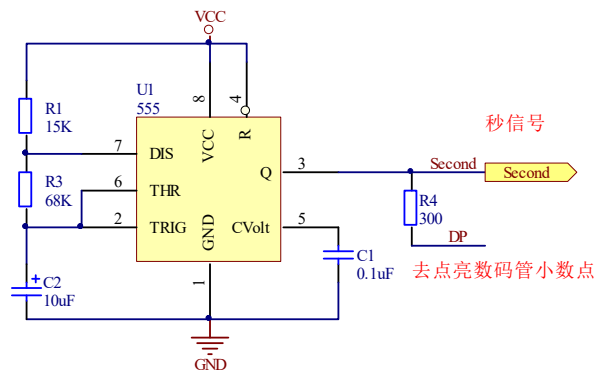 VCC
R1
15K
U1
555
8
4
VCC
R
7
DIS
R3
68K
6
THR
2
TRIG
GND
Q
3
CVolt
5
1
C2
+
10uF
C1
0.1uF
GND
秒信号
Second
Second
R4
300
DP
去点亮数码管小数点